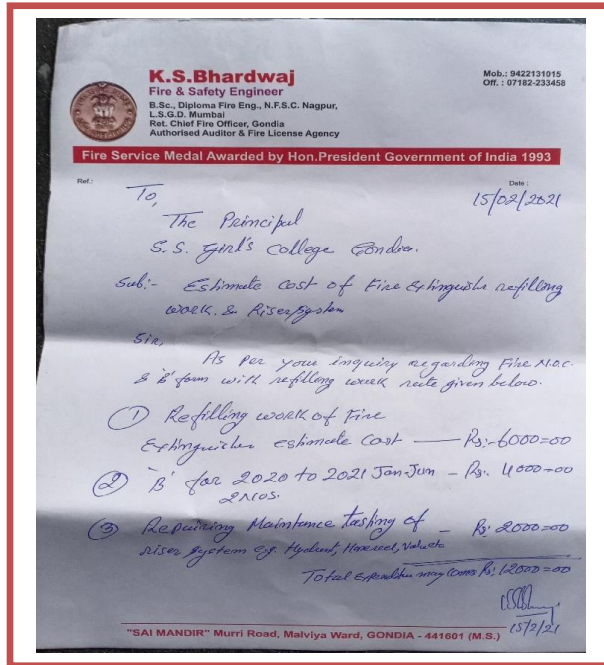 K.S.Bhardwaj
Fire & Safety Engineer
B.Sc., Diploma Fire Eng., N.F.S.C. Nagpur,
L.S.G.D. Mumbai
Ret. Chief Fire Officer, Gondia
Authorised Auditor & Fire License Agency
Mob.: 9422131015
Off. : 07182-233458
Fire Service Medal Awarded by Hon.President Government of India 1993
Ref.:
Date :
15/02/2021
To,
The Principal
S.S. Girl's College Gondia.
Sub:- Estimate cost of Fire Extinguisher refilling
work. & Riser system
Sir,
As Per your inquiry regarding Fire N.O.C.
& 'B' form with refilling work rate given below.
① Refilling work of Fire
Extinguisher estimate cost — Rs:-6000=00
② 'B' for 2020 to 2021 Jan-Jun - Rs:. 4000=00
2Nos.
③ Repairing Maintance tasting of - Rs: 2000=00
riser system e.g. Hydrant, Hosereel,
Total may Rs: 12000=00
15/2/21
"SAI MANDIR" Murri Road, Malviya Ward, GONDIA - 441601 (M.S.)